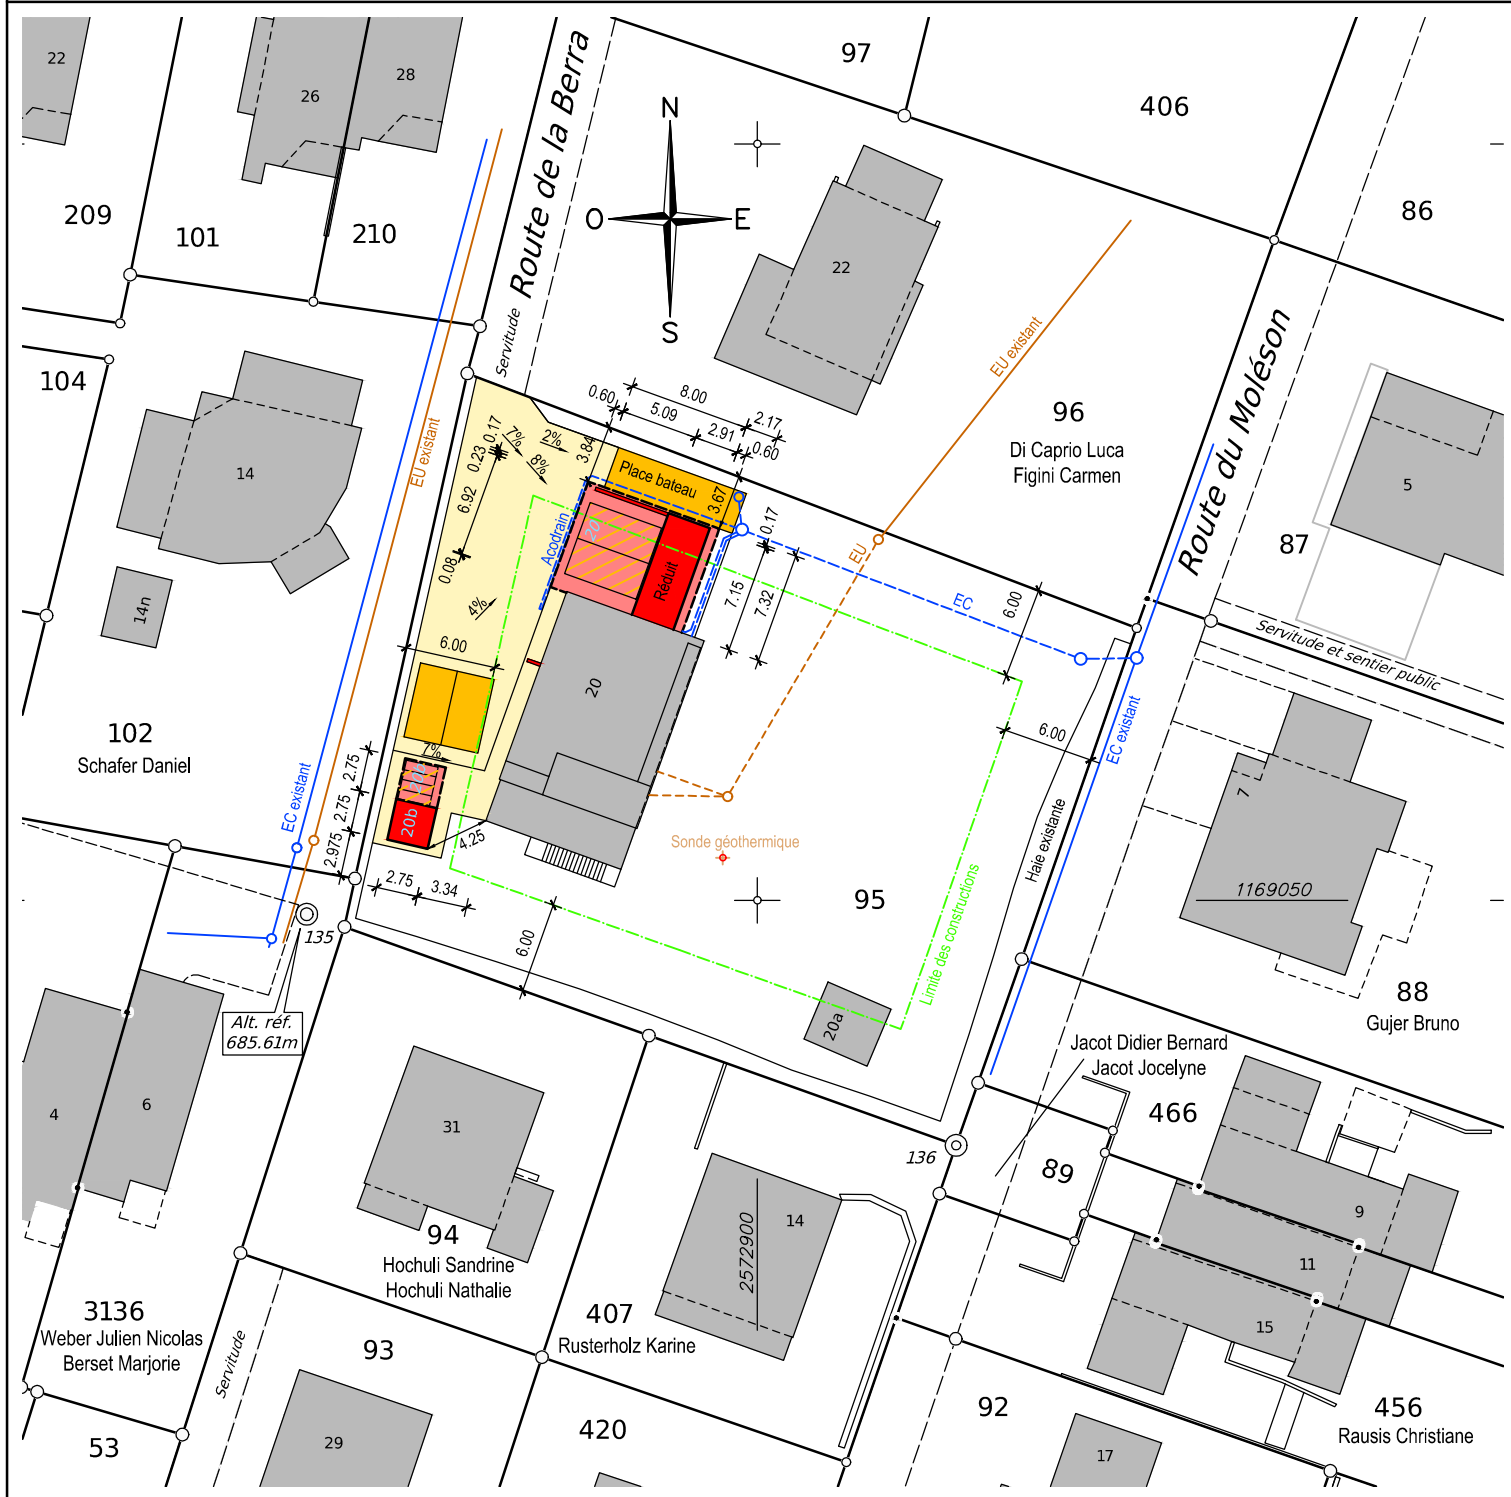 22
26
28
97
406
209
101
210
86
Route de la Berra
Servitude
N
O
E
S
22
104
14
14n
EU existant
EU existant
Route du Moléson
96
Di Caprio Luca
Figini Carmen
5
87
0.60
8.00
5.09
2.91
2.17
0.60
3.84
7%
2%
8%
0.17
0.23
6.92
0.08
Place bateau
3.67
0.17
7.15
7.32
Acodrain
20
Réduit
EU
EC
6.00
4%
6.00
20
Servitude et sentier public
102
Schafer Daniel
EC existant
2.75
2.75
2.975
7%
20b
20b
4.25
2.75
3.34
6.00
6.00
EC existant
Haie existante
Sonde géothermique
95
Limite des constructions
7
1169050
88
Gujer Bruno
135
Alt. réf.
685.61m
20a
Jacot Didier Bernard
Jacot Jocelyne
466
4
6
31
136
89
14
2572900
9
11
15
94
Hochuli Sandrine
Hochuli Nathalie
3136
Weber Julien Nicolas
Berset Marjorie
Servitude
407
Rusterholz Karine
93
92
456
Rausis Christiane
53
29
420
17